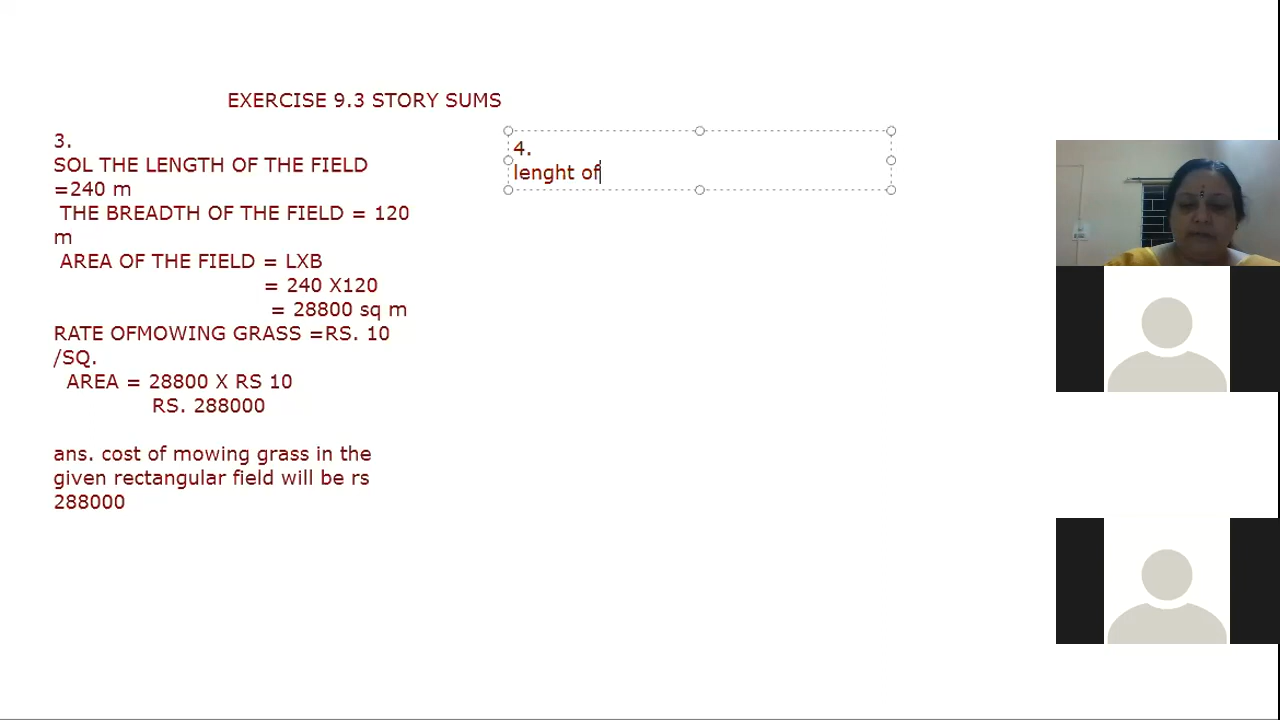 EXERCISE 9.3 STORY SUMS
3.
SOL THE LENGTH OF THE FIELD
=240 m
THE BREADTH OF THE FIELD = 120
m
AREA OF THE FIELD = LXB
= 240 X120
= 28800 sq m
RATE OFMOWING GRASS =RS. 10
/SQ.
AREA = 28800 X RS 10
RS. 288000
ans. cost of mowing grass in the
given rectangular field will be rs
288000
4.
lenght of